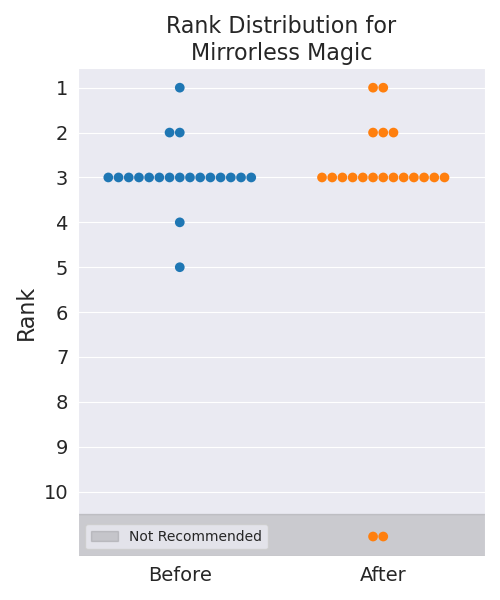 Rank Distribution for
Mirrorless Magic
Rank
1
2
3
4
5
6
7
8
9
10
Not Recommended
Before
After